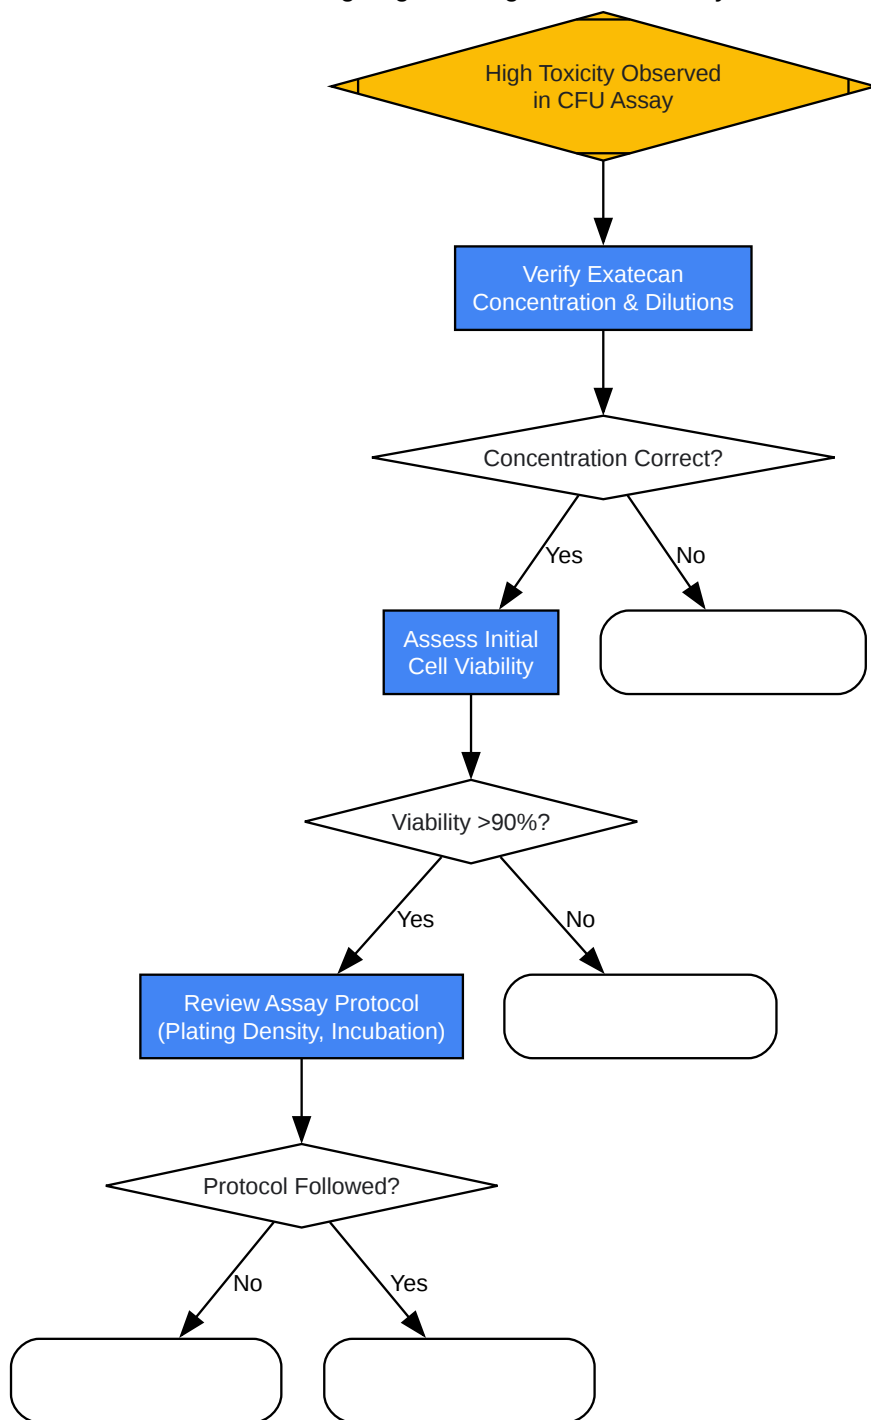 High Toxicity Observed
in CFU Assay
Verify Exatecan
Concentration & Dilutions
Concentration Correct?
Yes
No
Assess Initial
Cell Viability
Viability >90%?
Yes
No
Review Assay Protocol
(Plating Density, Incubation)
Protocol Followed?
No
Yes